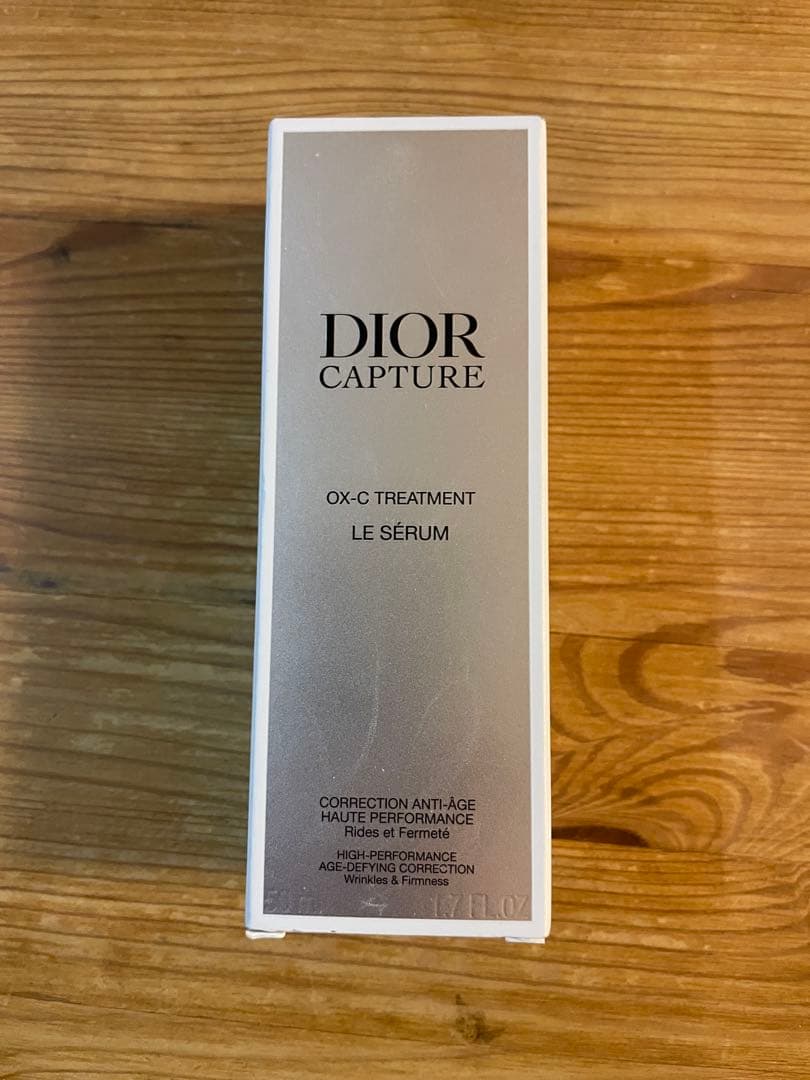 DIOR
CAPTURE
OX-C TREATMENT
LE SÉRUM
CORRECTION ANTI-ÂGE
HAUTE PERFORMANCE
Rides et Fermeté
HIGH-PERFORMANCE
AGE-DEFYING CORRECTION
Wrinkles & Firmness
1.7 FL.OZ